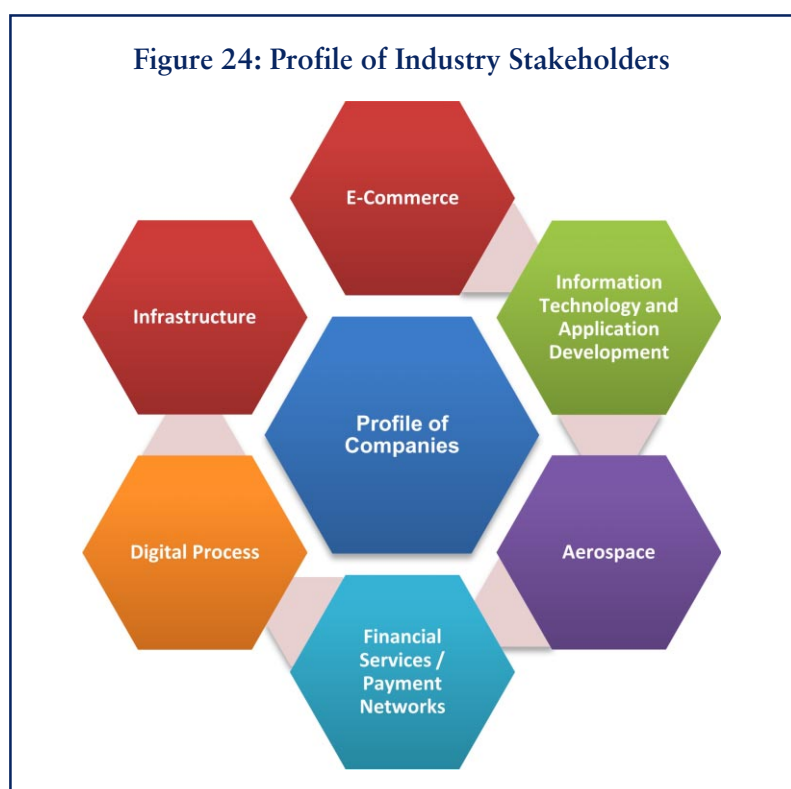 Figure 24: Profile of Industry Stakeholders
E-Commerce
Information
Technology and
Application
Development
Infrastructure
Profile of
Companies
Digital Process
Aerospace
Financial
Services /
Payment
Networks